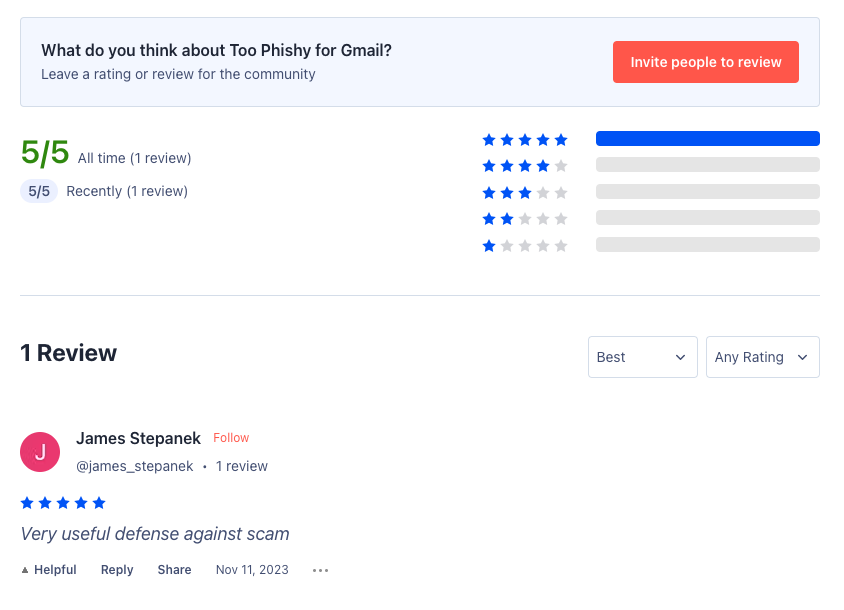 What do you think about Too Phishy for Gmail?
Leave a rating or review for the community
Invite people to review
5/5 All time (1 review)
5/5 Recently (1 review)
1 Review
Best
Any Rating
J
James Stepanek Follow
@james_stepanek • 1 review
Very useful defense against scam
Helpful Reply Share Nov 11, 2023